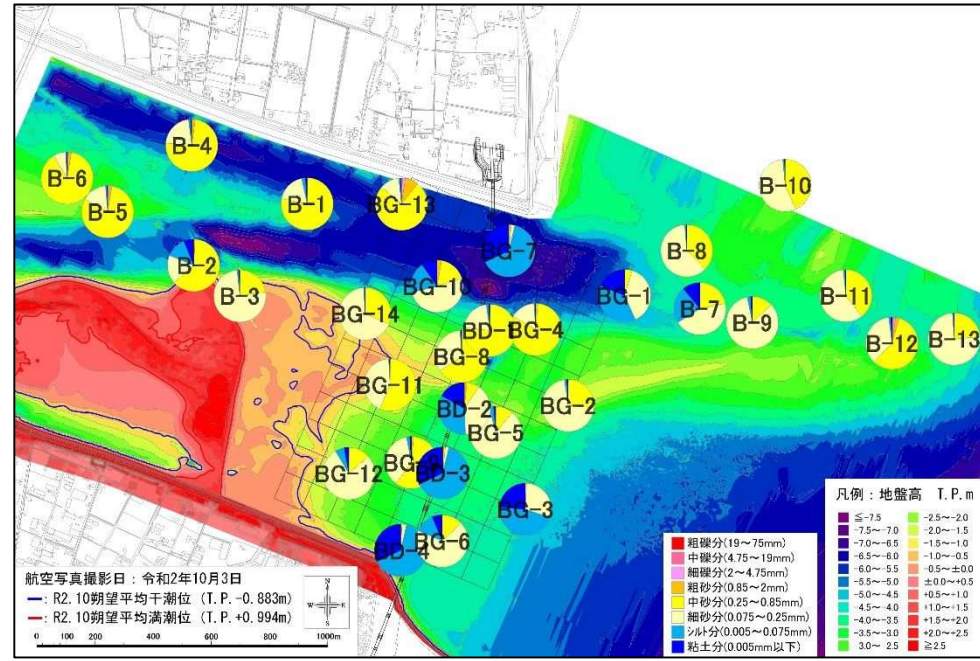 B-4
B-10
B-6
B-5
B-1
BG-13
B-8
B-2
BG-7
B-3
BG-10
BG-1
B-7
B-11
BG-14
B-9
BD-1
BG-4
B-12
B-13
BG-8
BG-11
BD-2
BG-2
BG-5
BG-12
BD-3
BG-3
BG-6
BD-4
航空写真撮影日：令和2年10月3日
：R2.10朔望平均干潮位 (T.P.-0.883m)
：R2.10朔望平均満潮位 (T.P.+0.994m)
0 200 400 600 800 1000m
N
W E
S
粗礫分(19～75mm)
中礫分(4.75～19mm)
細礫分(2～4.75mm)
粗砂分(0.85～2mm)
中砂分(0.25～0.85mm)
細砂分(0.075～0.25mm)
シルト分(0.005～0.075mm)
粘土分(0.005mm以下)
凡例：地盤高 T.P.m
≦-7.5 -2.5～-2.0
-7.5～-7.0 -2.0～-1.5
-7.0～-6.5 -1.5～-1.0
-6.5～-6.0 -1.0～-0.5
-6.0～-5.5 -0.5～±0.0
-5.5～-5.0 ±0.0～+0.5
-5.0～-4.5 +0.5～+1.0
-4.5～-4.0 +1.0～+1.5
-4.0～-3.5 +1.5～+2.0
-3.5～-3.0 +2.0～+2.5
3.0～ 2.5 ≧2.5